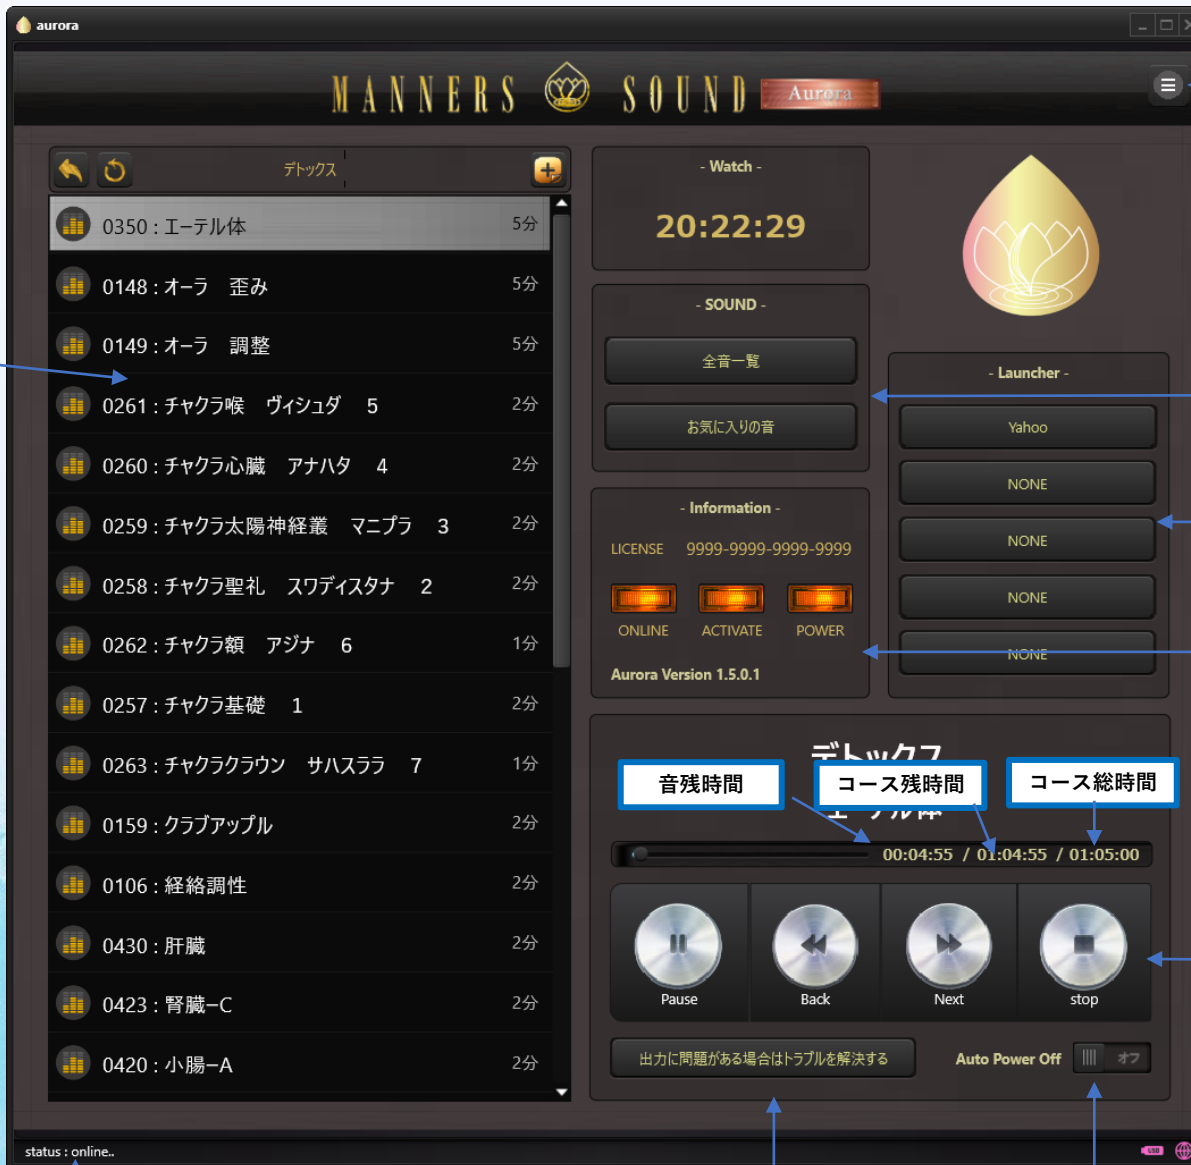 aurora
MANNERS SOUND Aurora
デトックス
0350 : エーテル体 5分
0148 : オーラ　歪み 5分
0149 : オーラ　調整 5分
0261 : チャクラ喉　ヴィシュダ　5 2分
0260 : チャクラ心臓　アナハタ　4 2分
0259 : チャクラ太陽神経叢　マニプラ　3 2分
0258 : チャクラ聖礼　スワディスタナ　2 2分
0262 : チャクラ額　アジナ　6 1分
0257 : チャクラ基礎　1 2分
0263 : チャクラクラウン　サハスララ　7 1分
0159 : クラブアップル 2分
0106 : 経絡調性 2分
0430 : 肝臓 2分
0423 : 腎臓−C 2分
0420 : 小腸−A 2分
- Watch -
20:22:29
- SOUND -
全音一覧
お気に入りの音
- Information -
LICENSE 9999-9999-9999-9999
ONLINE ACTIVATE POWER
Aurora Version 1.5.0.1
- Launcher -
Yahoo
NONE
NONE
NONE
NONE
デトックス
音残時間 コース残時間 コース総時間
エーテル体
00:04:55 / 01:04:55 / 01:05:00
Pause Back Next stop
出力に問題がある場合はトラブルを解決する Auto Power Off オフ
status : online..
USB